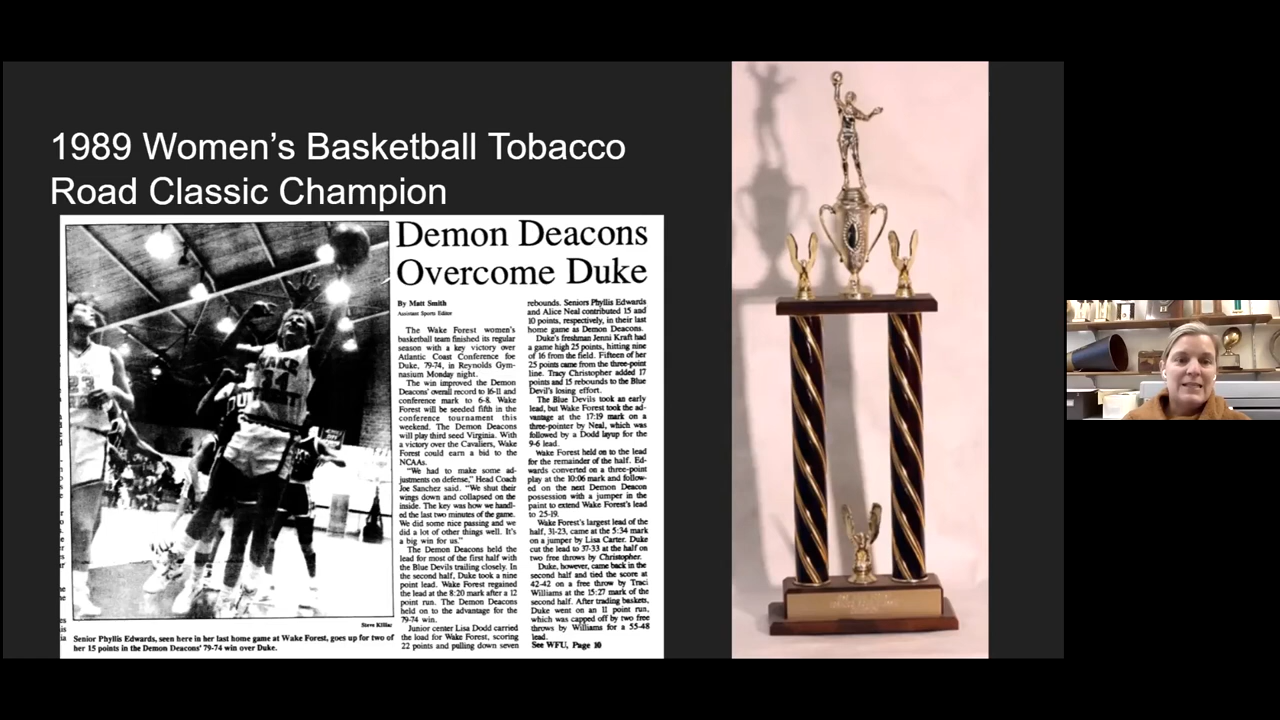 1989 Women's Basketball Tobacco
Road Classic Champion
Demon Deacons
Overcome Duke
By Matt Smith
Assistant Sports Editor
The Wake Forest women's
basketball team finished its regular
season with a key victory over
Atlantic Coast Conference foe
Duke, 79-74, in Reynolds Gym-
nasium Monday night.
The win improved the Demon
Deacons' overall record to 16-11 and
conference mark to 6-8. Wake
Forest will be seeded fifth in the
conference tournament this
weekend. The Demon Deacons
will play third seed Virginia. With
a victory over the Cavaliers, Wake
Forest could earn a bid to the
NCAAs.
"We had to make some ad-
justments on defense," Head Coach
Joe Sanchez said. "We shut their
wings down and collapsed on the
inside. The key was how we handl-
ed the last two minutes of the game.
We did some nice passing and we
did a lot of other things well. It's
a big win for us."
The Demon Deacons held the
lead for most of the first half with
the Blue Devils trailing closely. In
the second half, Duke took a nine
point lead. Wake Forest regained
the lead at the 8:20 mark after a 12
point run. The Demon Deacons
held on to the advantage for the
79-74 win.
Junior center Lisa Dodd carried
the load for Wake Forest, scoring
22 points and pulling down seven
rebounds. Seniors Phyllis Edwards
and Alice Neal contributed 15 and
10 points, respectively, in their last
home game as Demon Deacons.
Duke's freshman Jenni Kraft had
a game high 25 points, hitting nine
of 16 from the field. Fifteen of her
25 points came from the three-point
line. Tracy Christopher added 17
points and 15 rebounds to the Blue
Devil's losing effort.
The Blue Devils took an early
lead, but Wake Forest took the ad-
vantage at the 17:19 mark on a
three-pointer by Neal, which was
followed by a Dodd layup for the
9-6 lead.
Wake Forest held on to the lead
for the remainder of the half. Ed-
wards converted on a three-point
play at the 10:06 mark and follow-
ed on the next Demon Deacon
possession with a jumper in the
paint to extend Wake Forest's lead
to 25-19.
Wake Forest's largest lead of the
half, 31-23, came at the 5:34 mark
on a jumper by Lisa Carter. Duke
cut the lead to 37-33 at the half on
two free throws by Christopher.
Duke, however, came back in the
second half and tied the score at
42-42 on a free throw by Traci
Williams at the 15:27 mark of the
second half. After trading baskets,
Duke went on an 11 point run,
which was capped off by two free
throws by Williams for a 55-48
lead.
See WFU, Page 10
Senior Phyllis Edwards, seen here in her last home game at Wake Forest, goes up for two of
her 15 points in the Demon Deacons' 79-74 win over Duke.